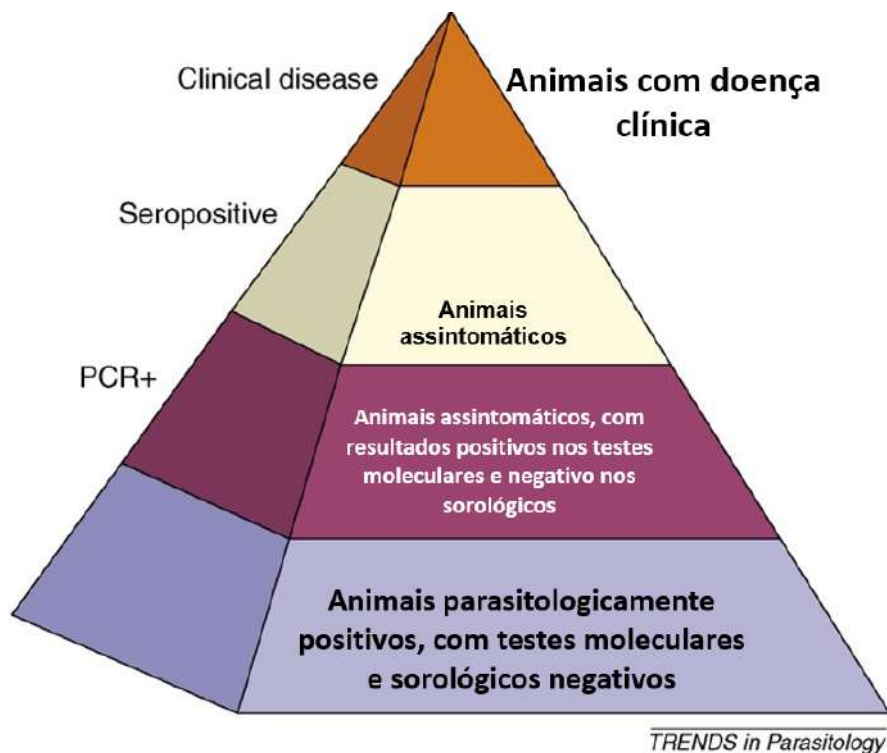 Clinical disease
Animais com doença
clínica
Seropositive
Animais
assintomáticos
PCR+
Animais assintomáticos, com
resultados positivos nos testes
moleculares e negativo nos
sorológicos
Animais parasitologicamente
positivos, com testes moleculares
e sorológicos negativos
TRENDS in Parasitology